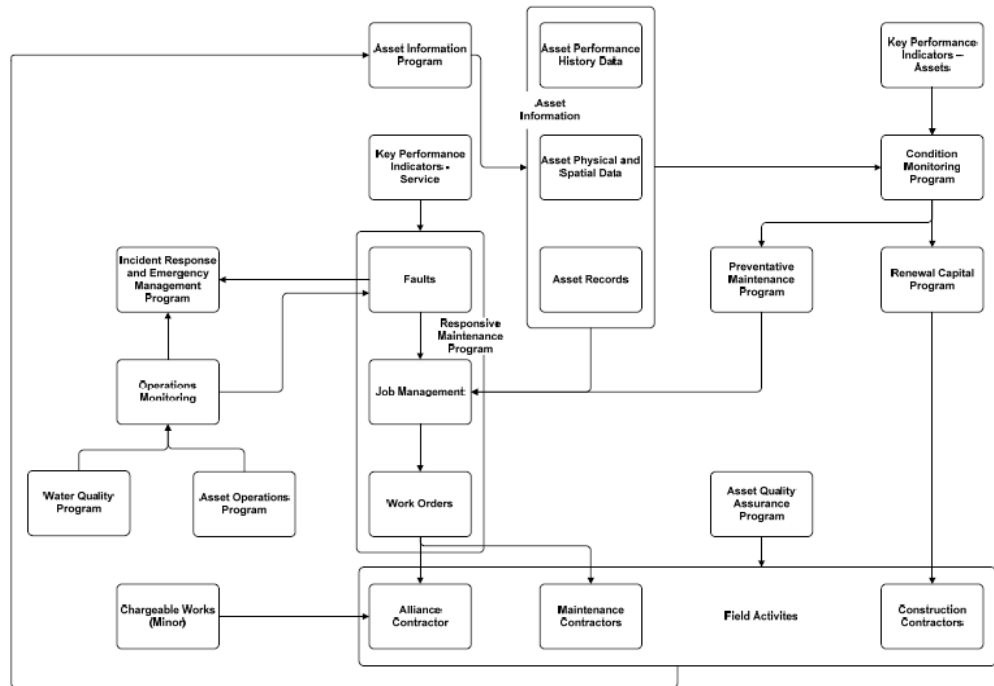 Asset Information
Program
Asset Performance
History Data
Key Performance
Indicators –
Assets
Asset
Information
Key Performance
Indicators -
Service
Asset Physical and
Spatial Data
Condition
Monitoring
Program
Incident Response
and Emergency
Management
Program
Faults
Asset Records
Preventative
Maintenance
Program
Renewal Capital
Program
Responsive
Maintenance
Program
Operations
Monitoring
Job Management
Water Quality
Program
Asset Operations
Program
Work Orders
Asset Quality
Assurance
Program
Chargeable Works
(Minor)
Alliance
Contractor
Maintenance
Contractors
Field Activites
Construction
Contractors